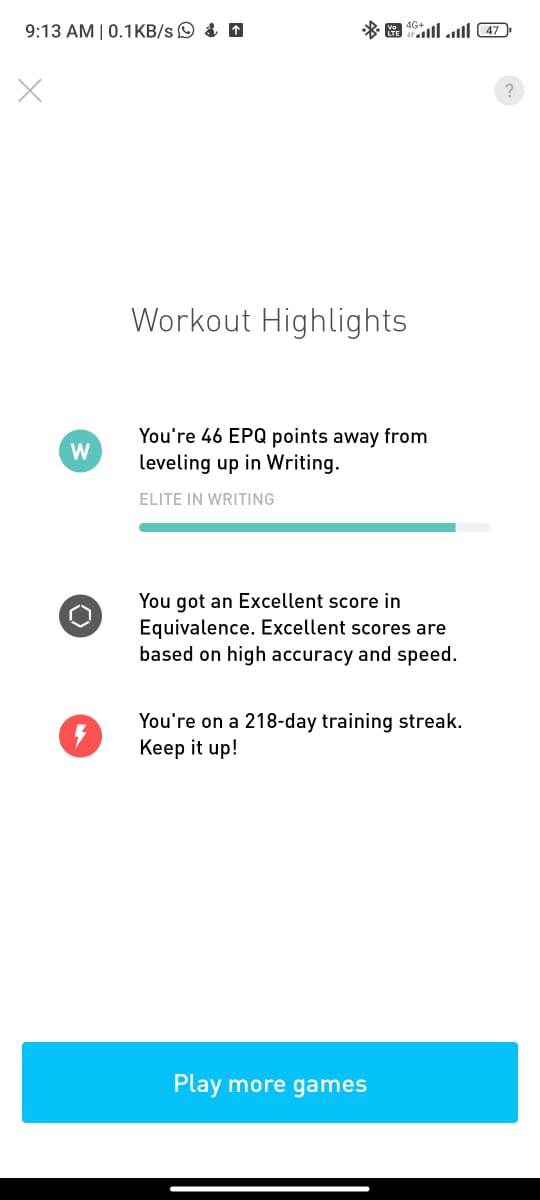 9:13 AM | 0.1KB/s
Vo LTE 4G+ 47
?
Workout Highlights
W
You're 46 EPQ points away from
leveling up in Writing.
ELITE IN WRITING
You got an Excellent score in
Equivalence. Excellent scores are
based on high accuracy and speed.
You're on a 218-day training streak.
Keep it up!
Play more games